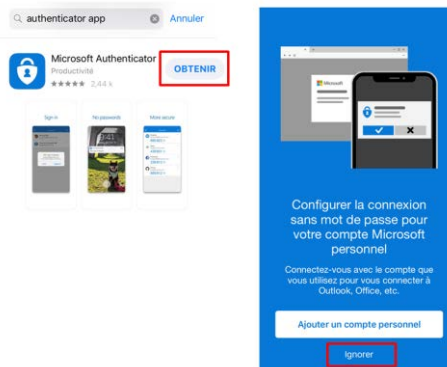 authenticator app
Annuler
Microsoft Authenticator
Productivité
OBTENIR
★★★★★ 2,44 k
Sign in
No passwords
More secure
9:41
Microsoft
Configurer la connexion
sans mot de passe pour
votre compte Microsoft
personnel
Connectez-vous avec le compte que
vous utilisez pour vous connecter à
Outlook, Office, etc.
Ajouter un compte personnel
Ignorer